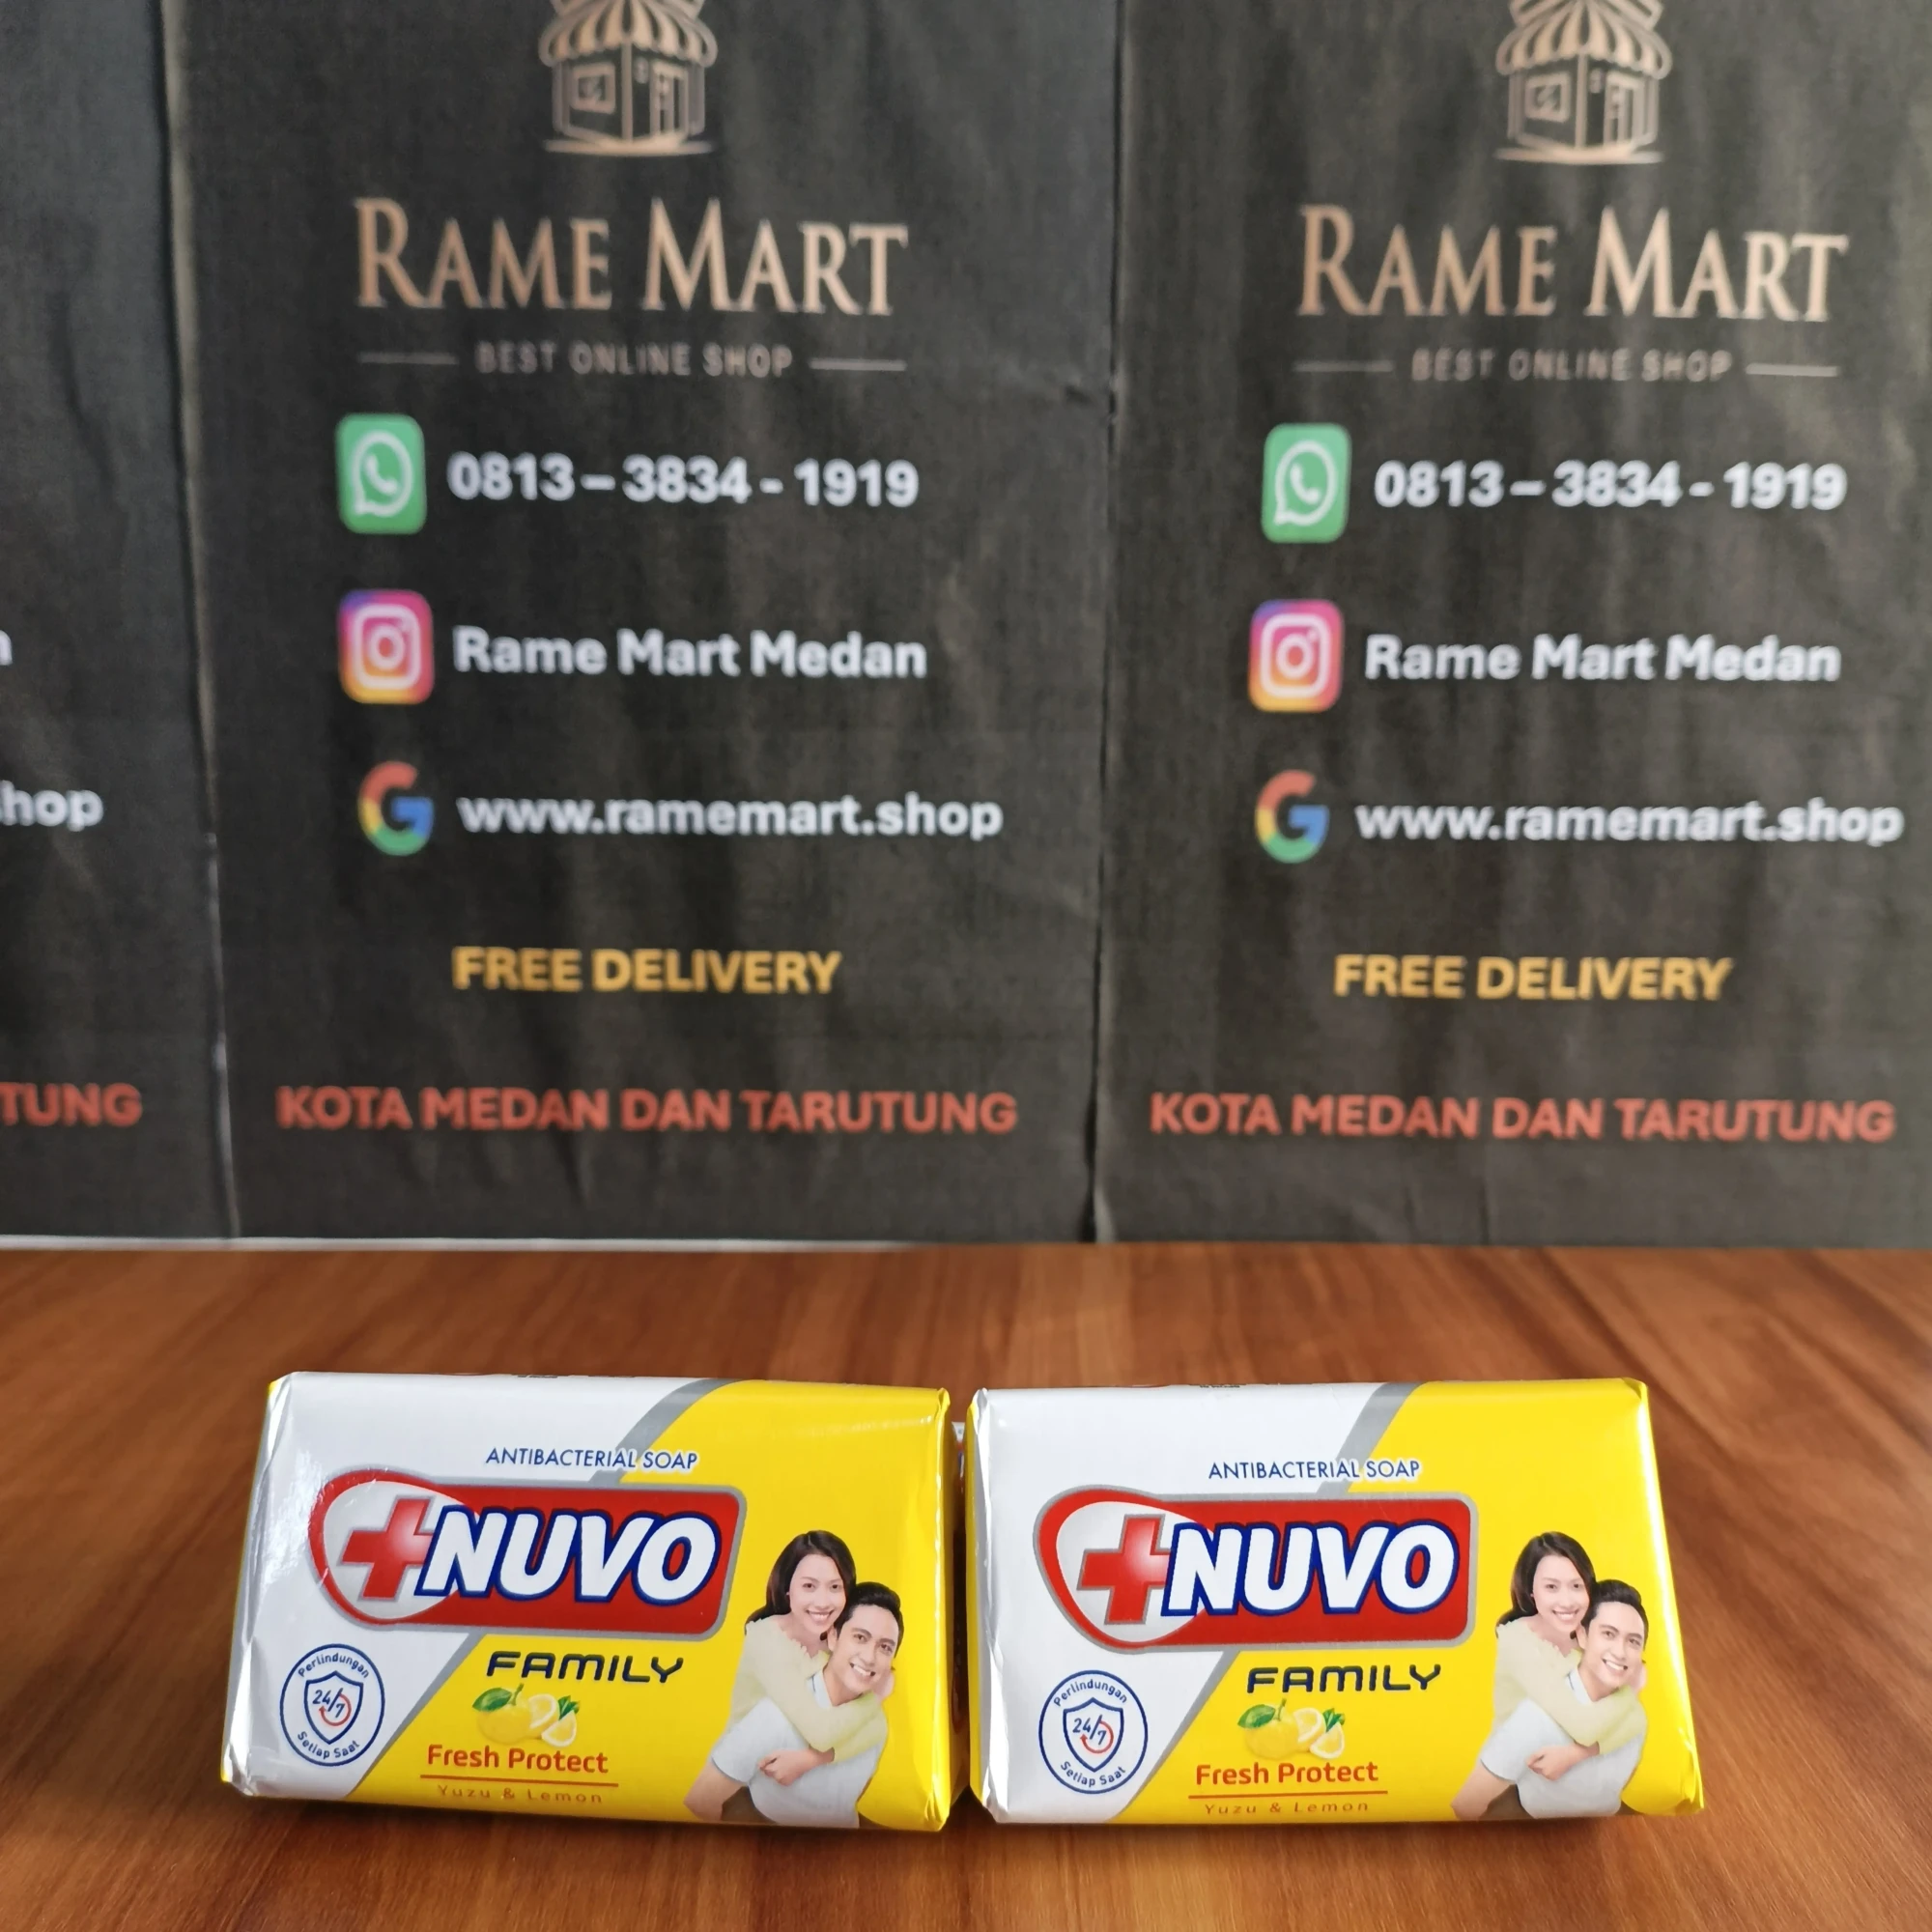 RAME MART
BEST ONLINE SHOP
0813 – 3834 - 1919
Rame Mart Medan
www.ramemart.shop
FREE DELIVERY
KOTA MEDAN DAN TARUTUNG
RAME MART
BEST ONLINE SHOP
0813 – 3834 - 1919
Rame Mart Medan
www.ramemart.shop
FREE DELIVERY
KOTA MEDAN DAN TARUTUNG
hop
TUNG
ANTIBACTERIAL SOAP
NUVO
FAMILY
Perlindungan
24/7
Setiap Saat
Fresh Protect
Yuzu & Lemon
ANTIBACTERIAL SOAP
NUVO
FAMILY
Perlindungan
24/7
Setiap Saat
Fresh Protect
Yuzu & Lemon